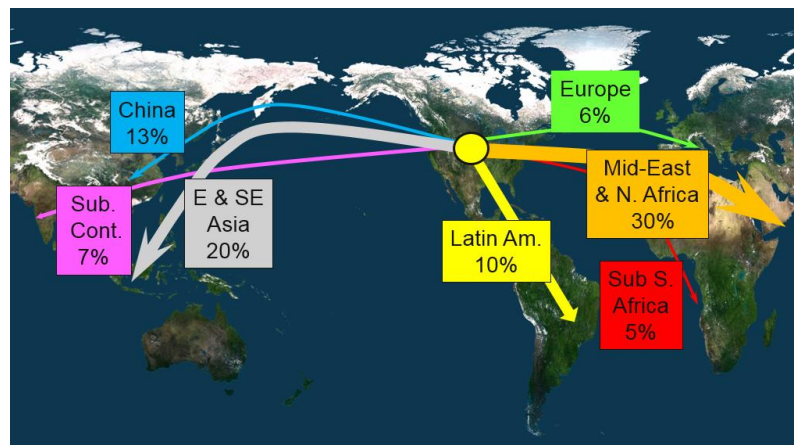 China
13%
Europe
6%
Sub.
Cont.
7%
E & SE
Asia
20%
Mid-East
& N. Africa
30%
Latin Am.
10%
Sub S.
Africa
5%